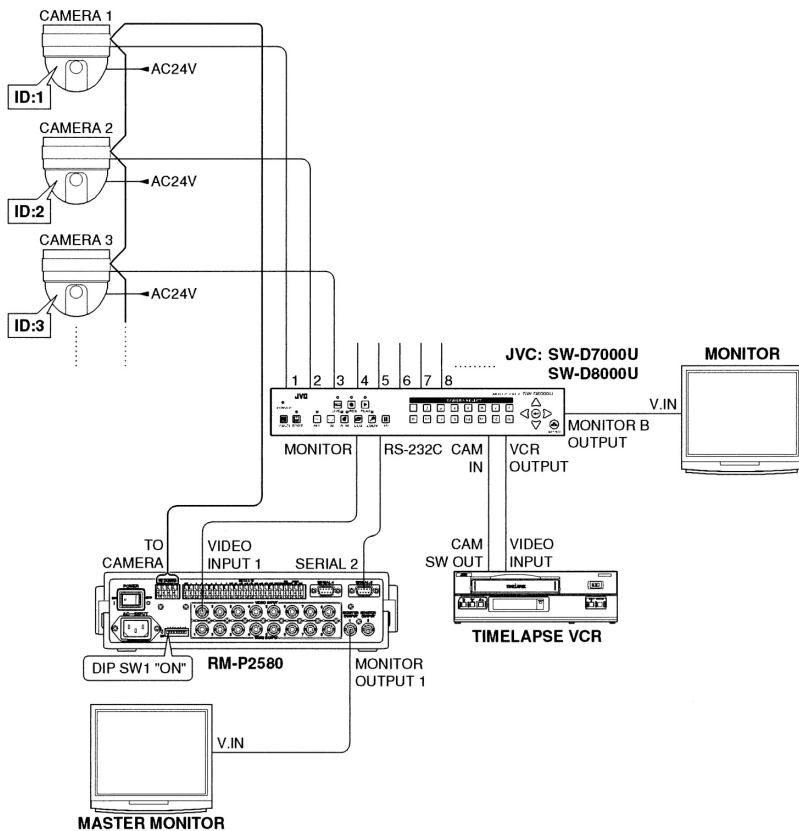 CAMERA 1
AC24V
ID:1
CAMERA 2
AC24V
ID:2
CAMERA 3
AC24V
ID:3
JVC: SW-D7000U
SW-D8000U
MONITOR
1 2 3 4 5 6 7 8
JVC
CAMERA SELECT
V.IN
MONITOR B
OUTPUT
MONITOR
RS-232C
CAM
IN
VCR
OUTPUT
TO
CAMERA
VIDEO
INPUT 1
SERIAL 2
CAM
SW OUT
VIDEO
INPUT
POWER
TIMELAPSE VCR
DIP SW1 "ON"
RM-P2580
MONITOR
OUTPUT 1
V.IN
MASTER MONITOR